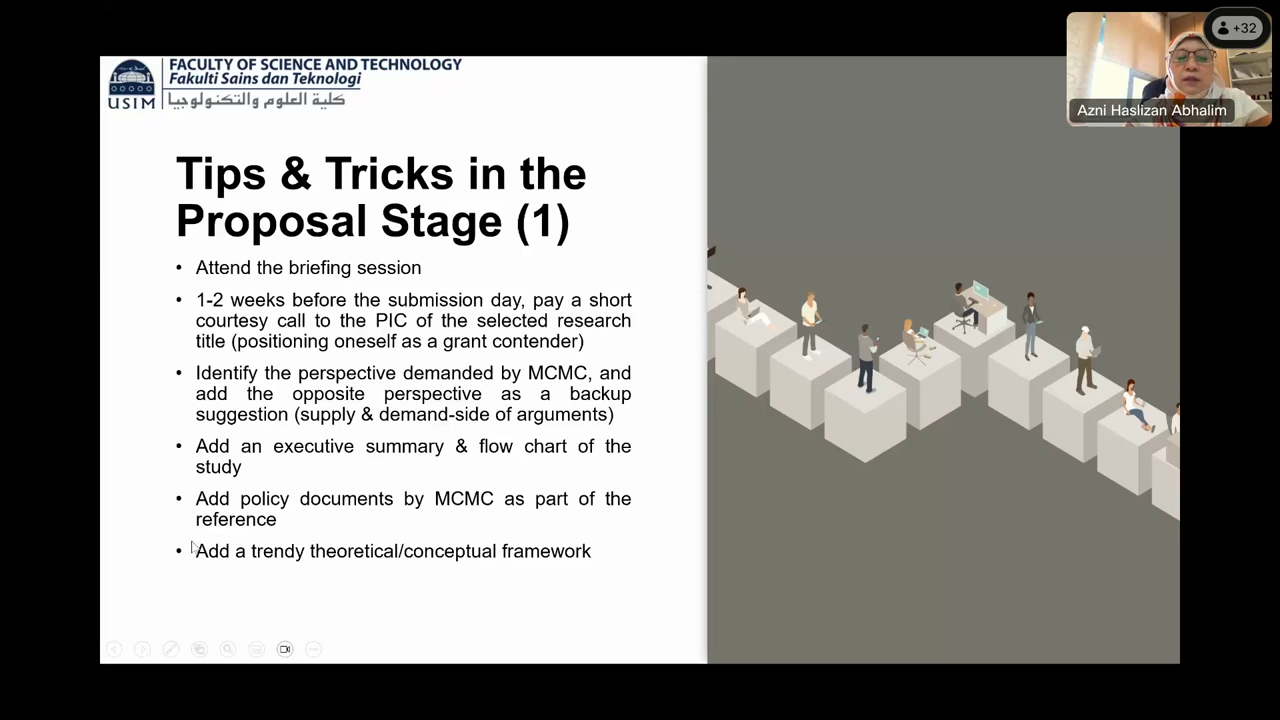 FACULTY OF SCIENCE AND TECHNOLOGY
Fakulti Sains dan Teknologi
USIM
كلية العلوم والتكنولوجيا
+32
Azni Haslizan Abhalim
Tips & Tricks in the
Proposal Stage (1)
• Attend the briefing session
• 1-2 weeks before the submission day, pay a short
courtesy call to the PIC of the selected research
title (positioning oneself as a grant contender)
• Identify the perspective demanded by MCMC, and
add the opposite perspective as a backup
suggestion (supply & demand-side of arguments)
• Add an executive summary & flow chart of the
study
• Add policy documents by MCMC as part of the
reference
• Add a trendy theoretical/conceptual framework